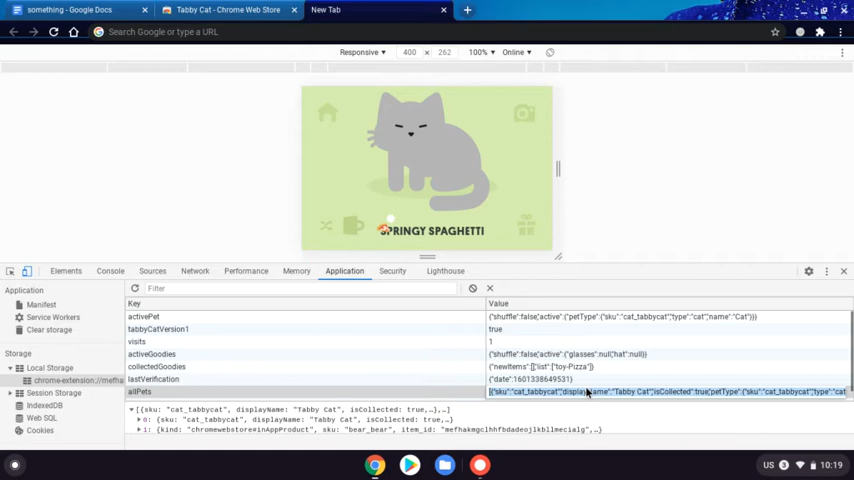 something - Google Docs
Tabby Cat - Chrome Web Store
New Tab
Search Google or type a URL
Responsive
400 × 262
100%
Online
SPRINGY SPAGHETTI
Elements Console Sources Network Performance Memory Application Security Lighthouse
Application
Manifest
Service Workers
Clear storage
Storage
Local Storage
chrome-extension://mefha
Session Storage
IndexedDB
Web SQL
Cookies
Filter
Key Value
activePet {"shuffle":false,"active":{"petType":{"sku":"cat_tabbycat","type":"cat","name":"Cat"}}}
tabbyCatVersion1 true
visits 1
activeGoodies {"shuffle":false,"active":{"glasses":null,"hat":null}}
collectedGoodies {"newItems":[],"list":["toy-Pizza"]}
lastVerification {"date":1601338649531}
allPets [{"sku":"cat_tabbycat","displayName":"Tabby Cat","isCollected":true,"petType":{"sku":"cat_tabbycat","type":"cat
[{sku: "cat_tabbycat", displayName: "Tabby Cat", isCollected: true,…},…]
0: {sku: "cat_tabbycat", displayName: "Tabby Cat", isCollected: true,…}
1: {kind: "chromewebstore#inAppProduct", sku: "bear_bear", item_id: "mefhakmgclhhfbdadeojlkbllmecialg",…}
US 3 10:19